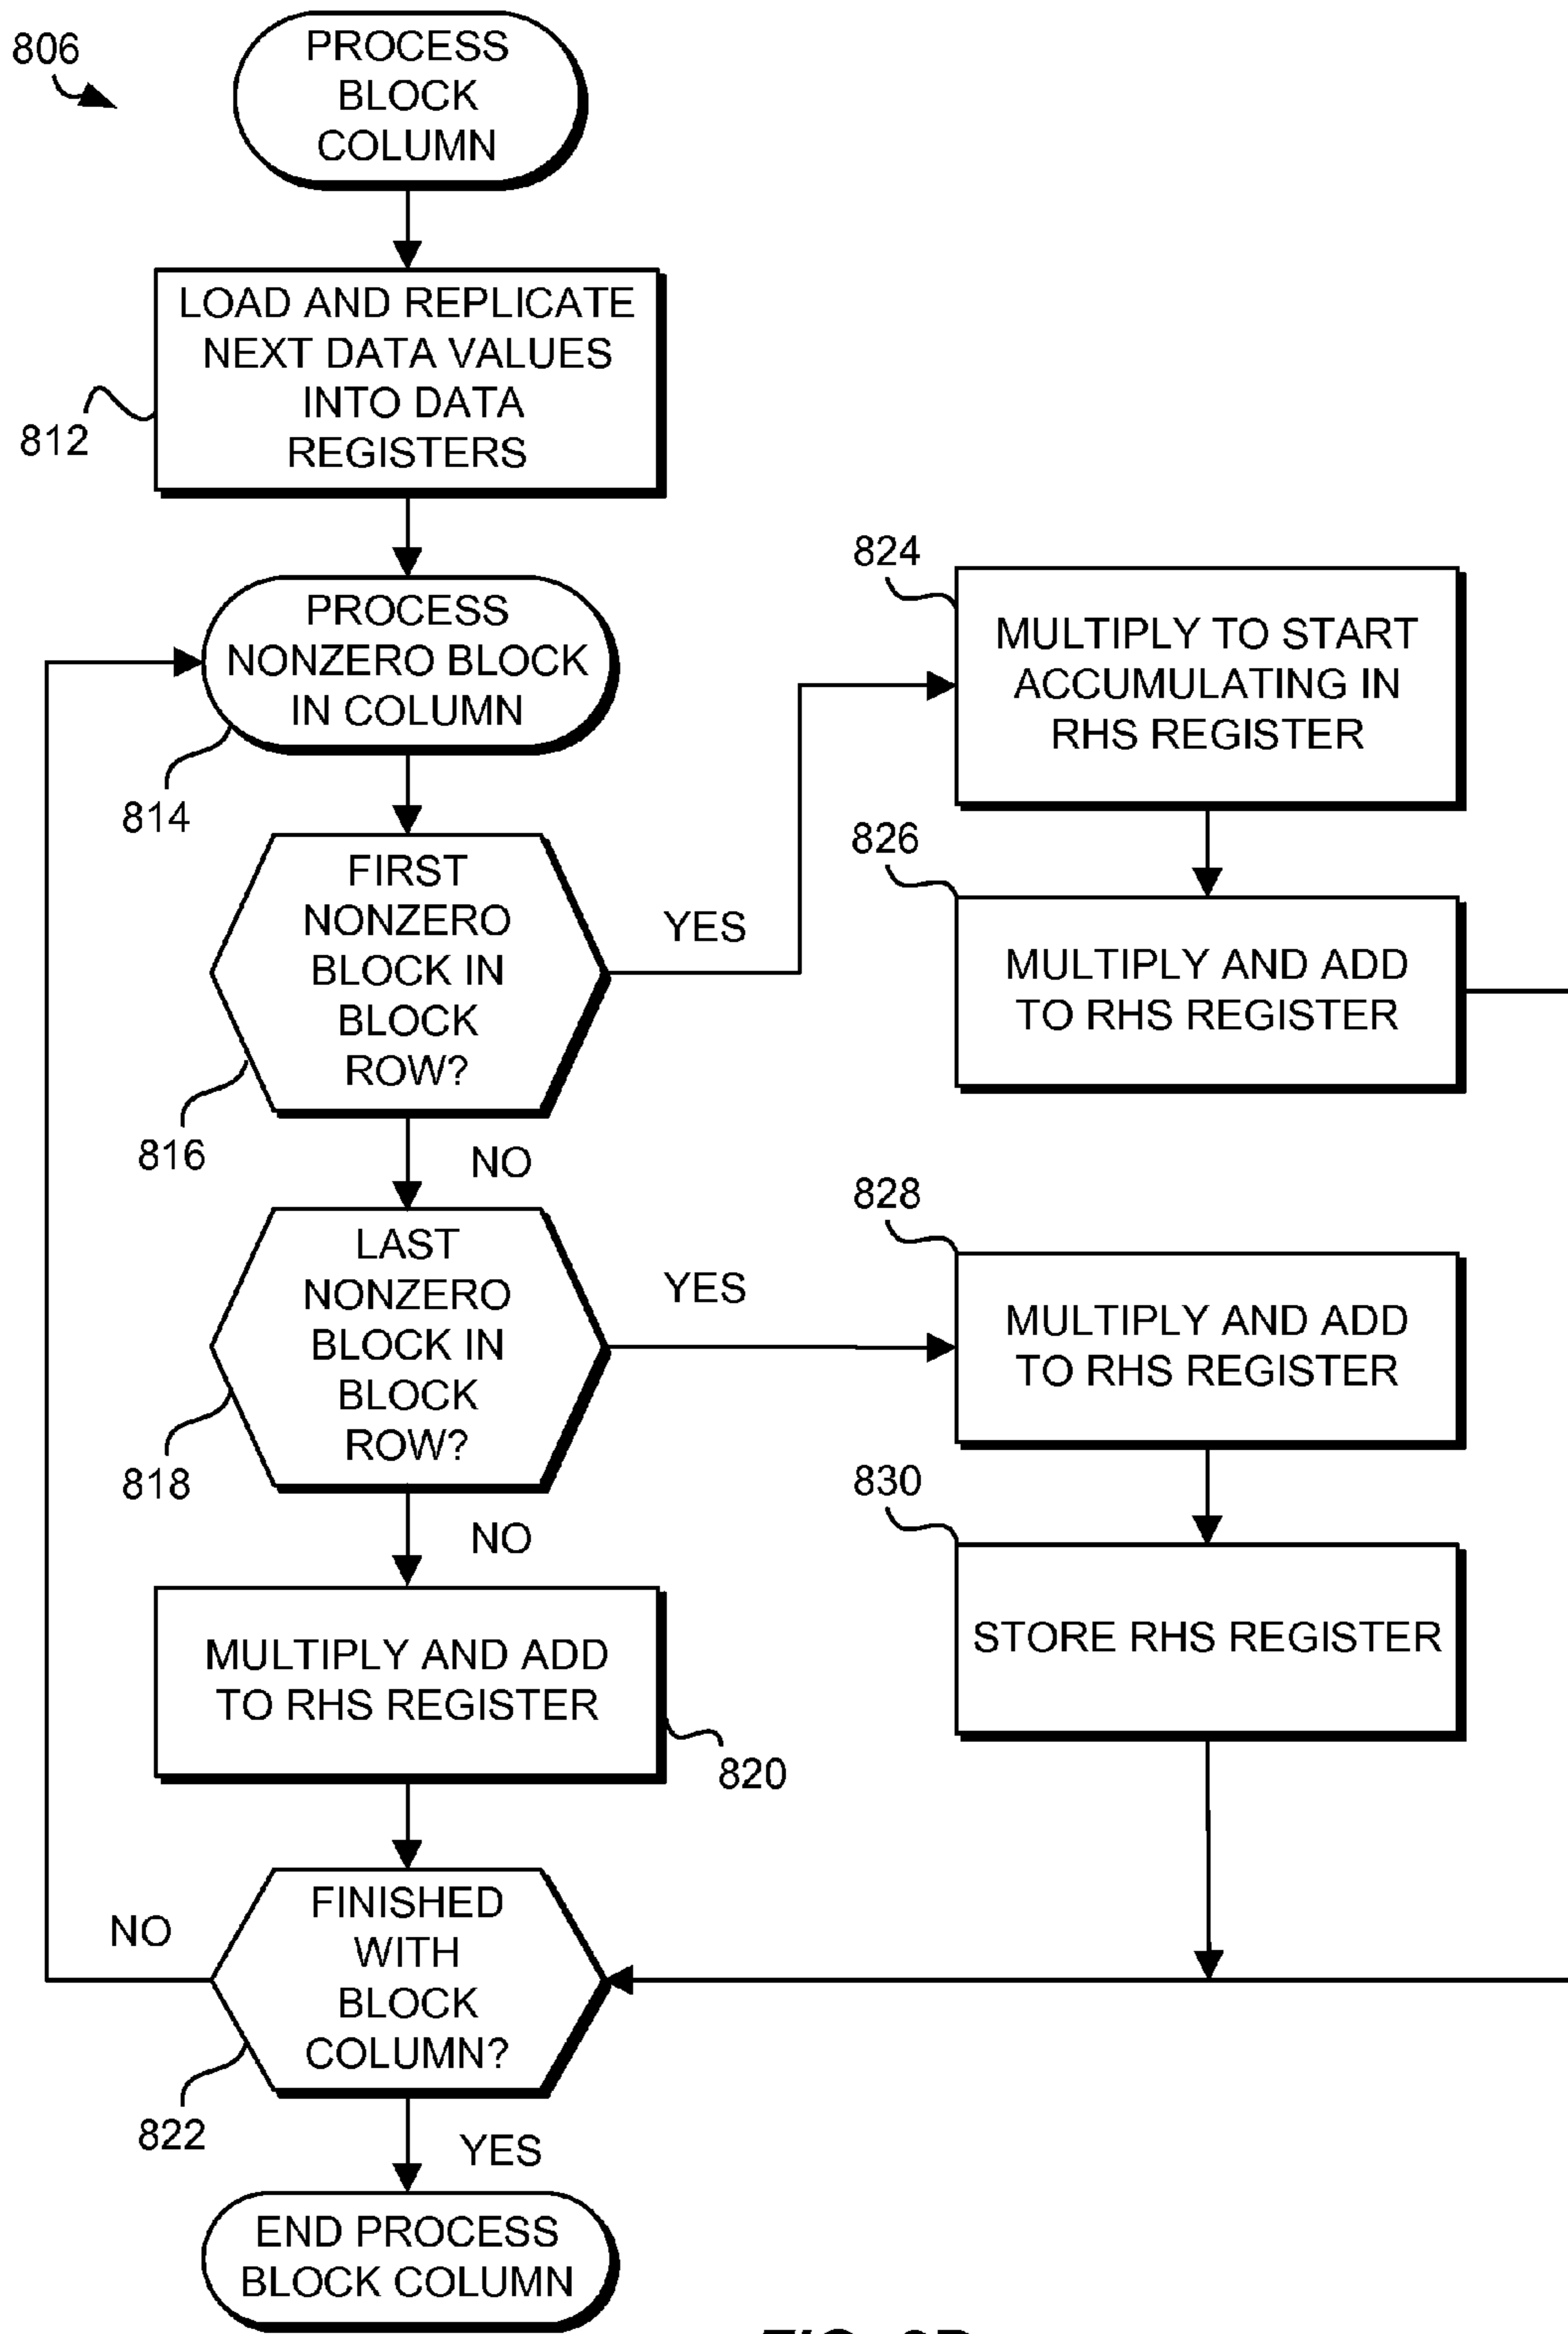 806
PROCESS
BLOCK
COLUMN
LOAD AND REPLICATE
NEXT DATA VALUES
INTO DATA
REGISTERS
812
PROCESS
NONZERO BLOCK
IN COLUMN
814
824
MULTIPLY TO START
ACCUMULATING IN
RHS REGISTER
FIRST
NONZERO
BLOCK IN
BLOCK
ROW?
YES
816
NO
826
MULTIPLY AND ADD
TO RHS REGISTER
LAST
NONZERO
BLOCK IN
BLOCK
ROW?
YES
818
NO
828
MULTIPLY AND ADD
TO RHS REGISTER
830
STORE RHS REGISTER
MULTIPLY AND ADD
TO RHS REGISTER
820
FINISHED
WITH
BLOCK
COLUMN?
NO
822
YES
END PROCESS
BLOCK COLUMN